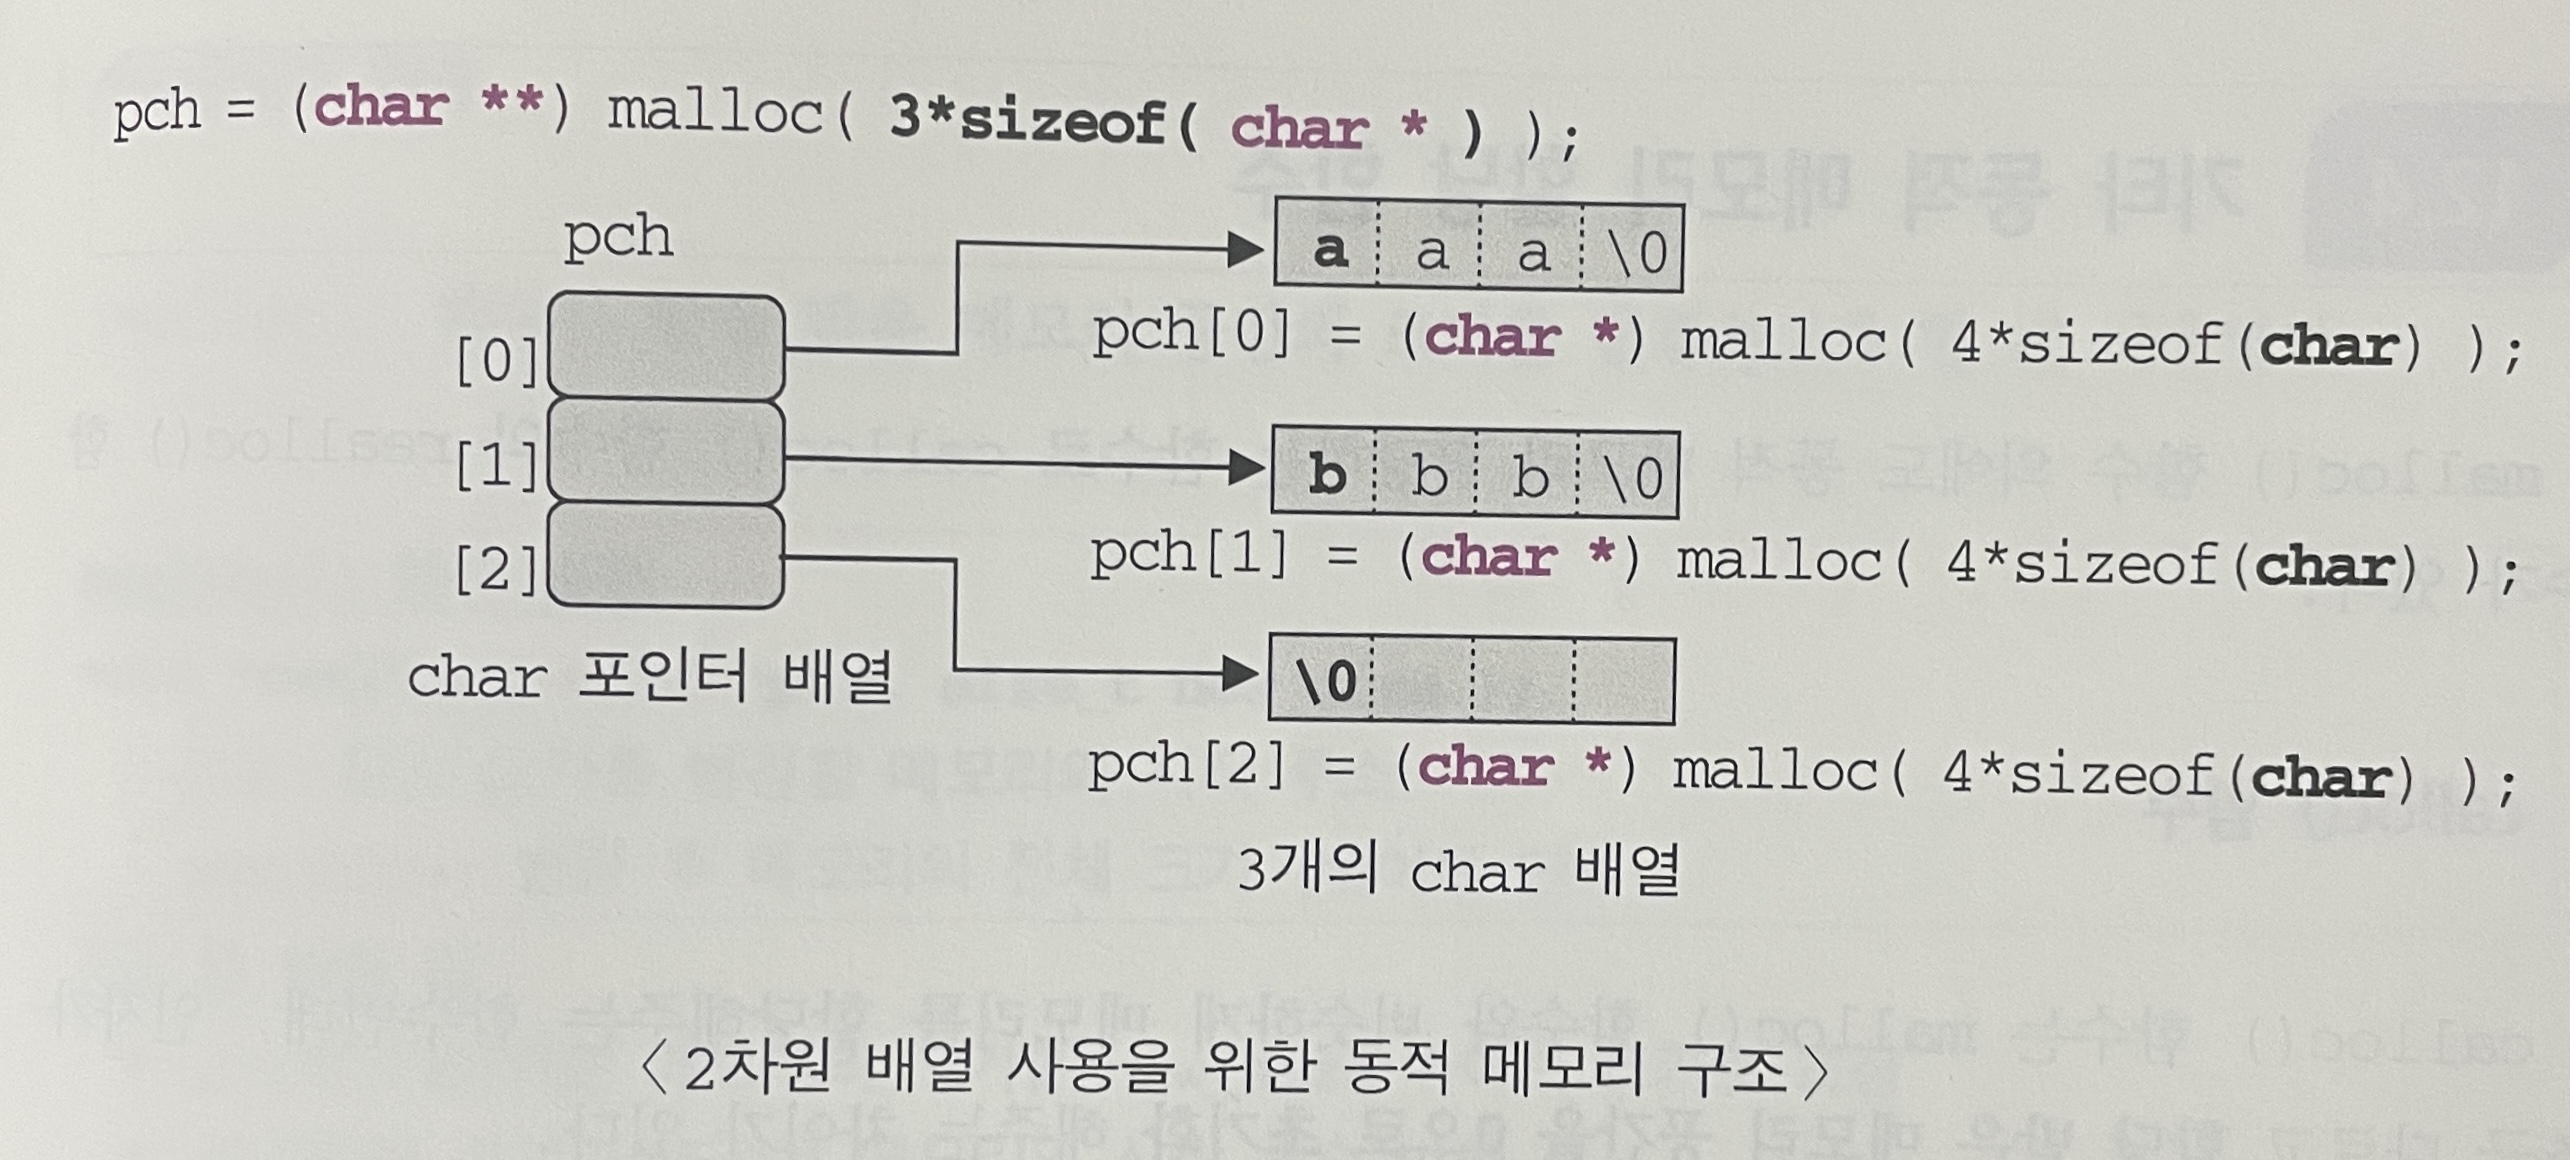 pch = (char **) malloc( 3*sizeof( char * ) );
pch
a a a \0
[0]
pch[0] = (char *) malloc( 4*sizeof(char) );
[1]
b b b \0
pch[1] = (char *) malloc( 4*sizeof(char) );
[2]
char 포인터 배열
\0
pch[2] = (char *) malloc( 4*sizeof(char) );
3개의 char 배열
〈 2차원 배열 사용을 위한 동적 메모리 구조 〉